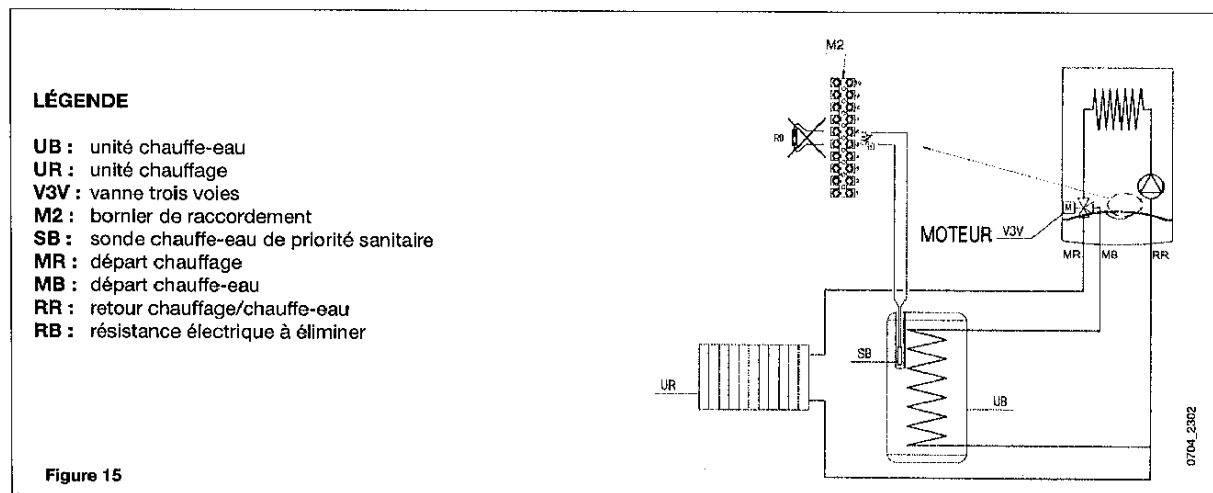 LÉGENDE
UB : unité chauffe-eau
UR : unité chauffage
V3V : vanne trois voies
M2 : bornier de raccordement
SB : sonde chauffe-eau de priorité sanitaire
MR : départ chauffage
MB : départ chauffe-eau
RR : retour chauffage/chauffe-eau
RB : résistance électrique à éliminer
Figure 15
M2
RB
M
MOTEUR V3V
MR MB RR
SB
UR
UB
0704_2302